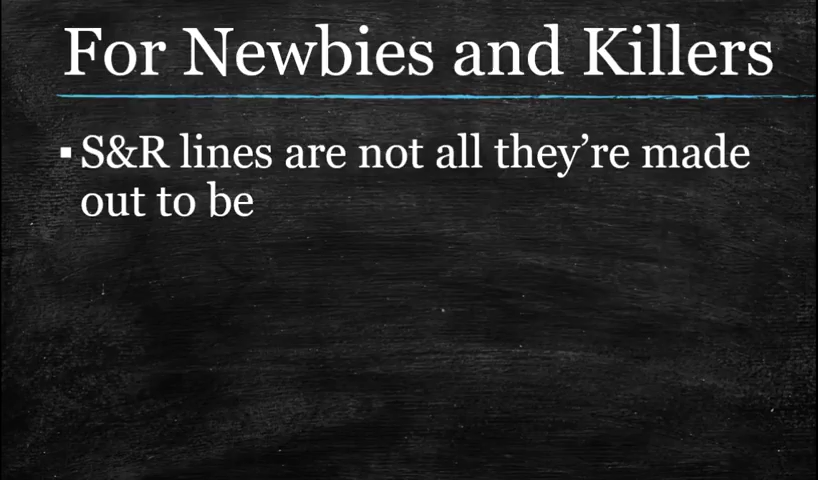 For Newbies and Killers
▪ S&R lines are not all they’re made
out to be